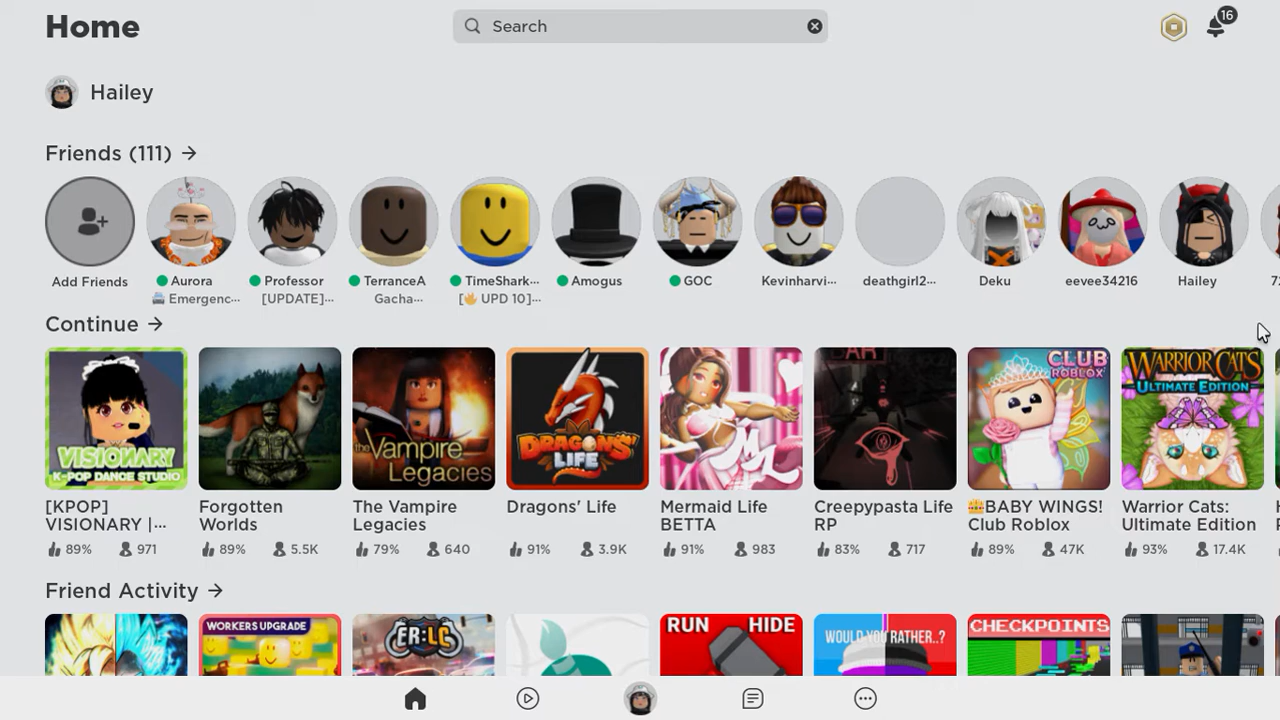 Home
Search
16
Hailey
Friends (111) →
Add Friends
Aurora
Emergenc...
Professor
[UPDATE]...
TerranceA
Gacha...
TimeShark...
[🔥 UPD 10]...
Amogus
GOC
Kevinharvi...
deathgirl2...
Deku
eevee34216
Hailey
72
Continue →
VISIONARY
K-POP DANCE STUDIO
the Vampire
Legacies
DRAGONS'
LIFE
ML
BAR
CLUB
ROBLOX
WARRIOR CATS
ULTIMATE EDITION
[KPOP]
VISIONARY |...
89% 971
Forgotten
Worlds
89% 5.5K
The Vampire
Legacies
79% 640
Dragons' Life
91% 3.9K
Mermaid Life
BETTA
91% 983
Creepypasta Life
RP
83% 717
👑BABY WINGS!
Club Roblox
89% 47K
Warrior Cats:
Ultimate Edition
93% 17.4K
Friend Activity →
WORKERS UPGRADE
ER:LC
RUN HIDE
WOULD YOU RATHER..?
CHECKPOINTS